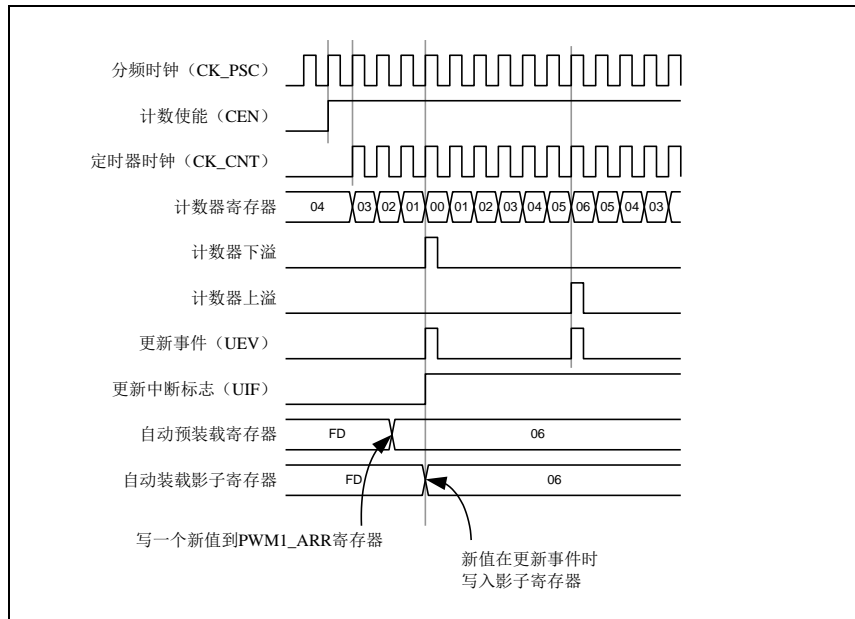 分频时钟（CK_PSC）
计数使能（CEN）
定时器时钟（CK_CNT）
计数器寄存器 04 03 02 01 00 01 02 03 04 05 06 05 04 03
计数器下溢
计数器上溢
更新事件（UEV）
更新中断标志（UIF）
自动预装载寄存器 FD 06
自动装载影子寄存器 FD 06
写一个新值到PWM1_ARR寄存器
新值在更新事件时
写入影子寄存器